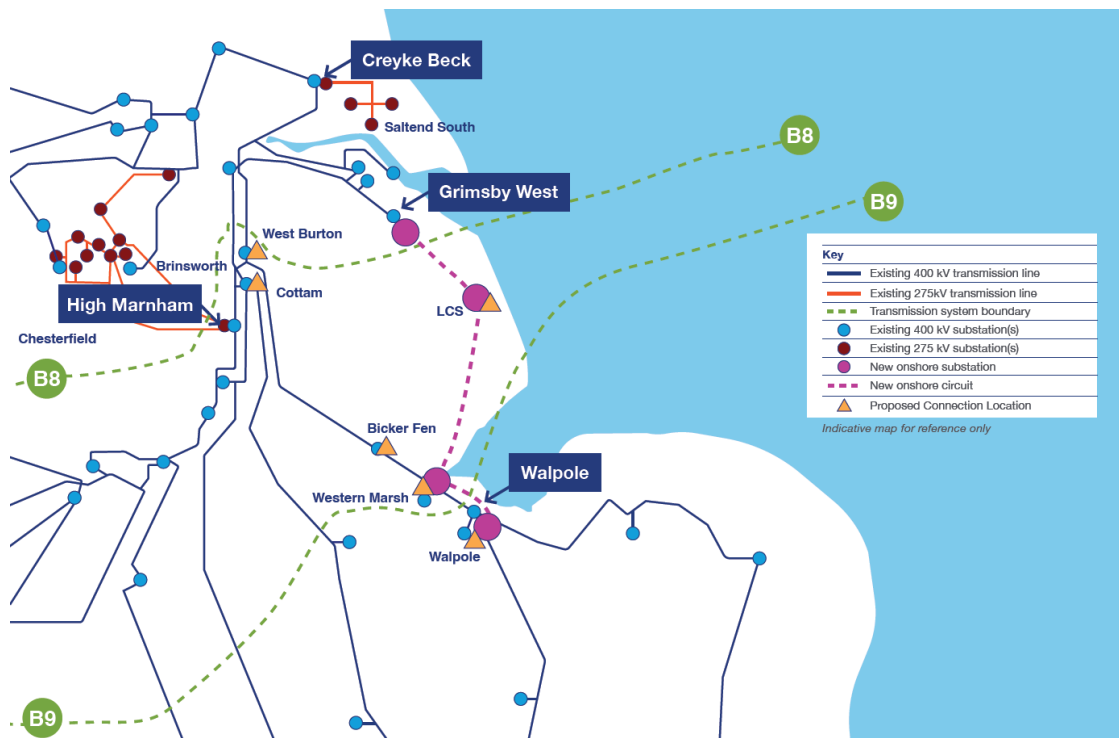 Creyke Beck
Saltend South
B8
Grimsby West
B9
West Burton
Brinsworth
Cottam
High Marnham
LCS
Chesterfield
B8
Key
Existing 400 kV transmission line
Existing 275kV transmission line
Transmission system boundary
Existing 400 kV substation(s)
Existing 275 kV substation(s)
New onshore substation
New onshore circuit
Proposed Connection Location
Indicative map for reference only
Bicker Fen
Walpole
Western Marsh
Walpole
B9